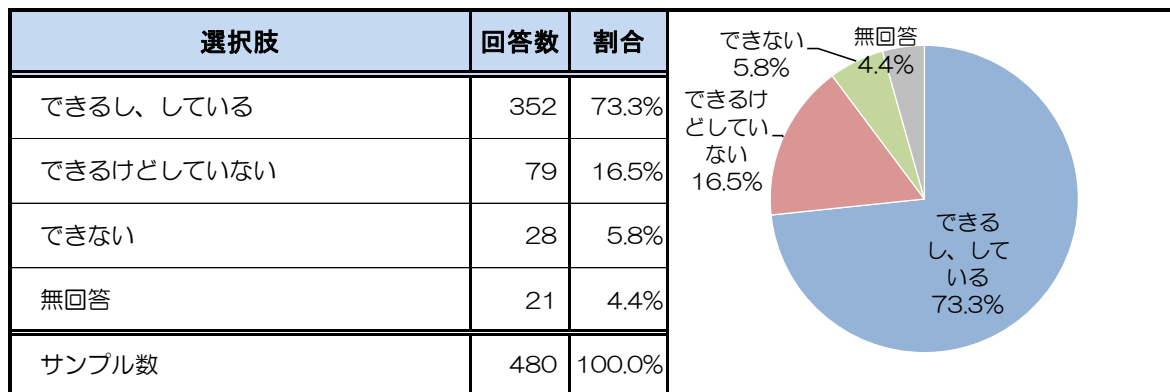 選択肢 回答数 割合
できるし、している 352 73.3%
できるけどしていない 79 16.5%
できない 28 5.8%
無回答 21 4.4%
サンプル数 480 100.0%
できない
5.8%
無回答
4.4%
できるけ
どしてい
ない
16.5%
できる
し、して
いる
73.3%